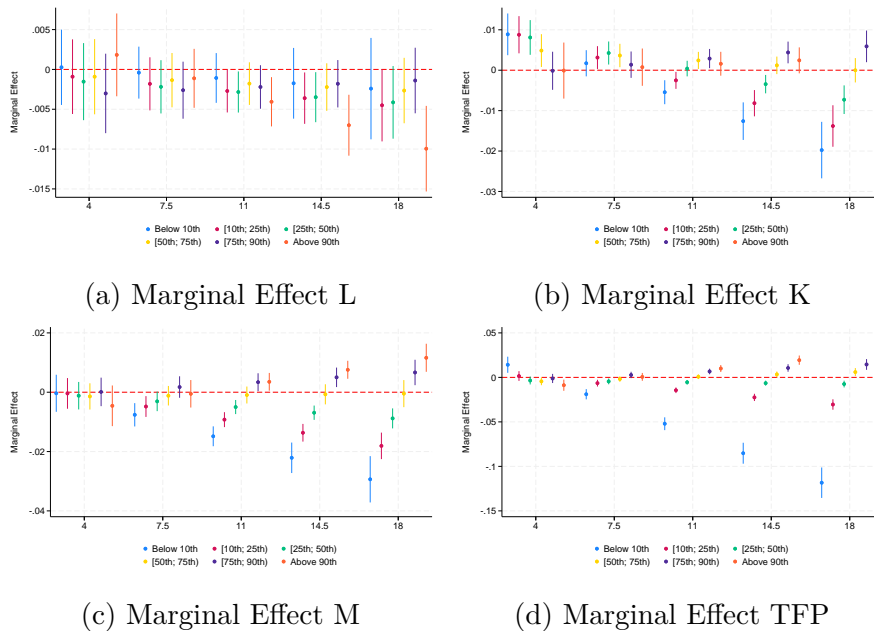 .005
0
-.005
-.01
-.015
Marginal Effect
4 7.5 11 14.5 18
Below 10th [10th; 25th) [25th; 50th)
[50th; 75th) [75th; 90th) Above 90th
(a) Marginal Effect L
.01
0
-.01
-.02
-.03
Marginal Effect
4 7.5 11 14.5 18
Below 10th [10th; 25th) [25th; 50th)
[50th; 75th) [75th; 90th) Above 90th
(b) Marginal Effect K
.02
0
-.02
-.04
Marginal Effect
4 7.5 11 14.5 18
Below 10th [10th; 25th) [25th; 50th)
[50th; 75th) [75th; 90th) Above 90th
(c) Marginal Effect M
.05
0
-.05
-.1
-.15
Marginal Effect
4 7.5 11 14.5 18
Below 10th [10th; 25th) [25th; 50th)
[50th; 75th) [75th; 90th) Above 90th
(d) Marginal Effect TFP